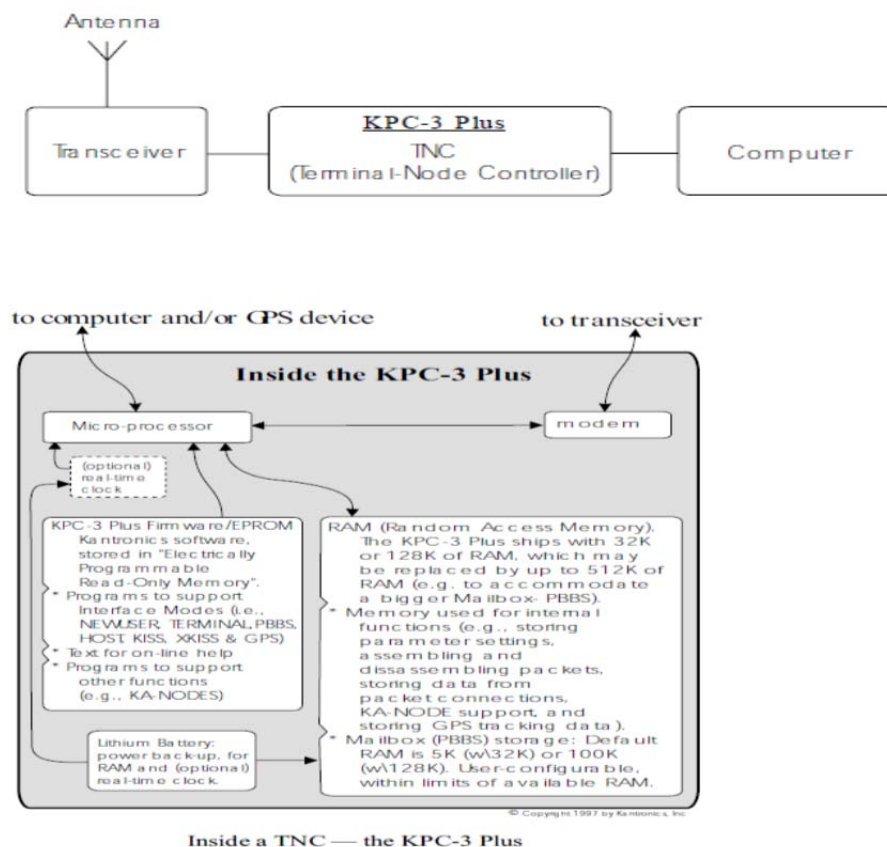 Antenna
Transceiver
KPC-3 Plus
TNC
(Terminal-Node Controller)
Computer
to computer and/or GPS device
to transceiver
Inside the KPC-3 Plus
Micro-processor
modem
(optional)
real-time
clock
KPC-3 Plus Firmware/EPROM
Kantronics software,
stored in "Electrically
Programmable
Read-Only Memory".
* Programs to support
Interface Modes (i.e.,
NEWUSER, TERMINAL, PBBS,
HOST, KISS, XKISS & GPS)
* Text for on-line help
* Programs to support
other functions
(e.g., KA-NODES)
RAM (Random Access Memory).
The KPC-3 Plus ships with 32K
or 128K of RAM, which may
be replaced by up to 512K of
RAM (e.g. to accommodate
a bigger Mailbox- PBBS).
* Memory used for internal
functions (e.g., storing
parameter settings,
assembling and
dissassembling packets,
storing data from
packet connections,
KA-NODE support, and
storing GPS tracking data).
* Mailbox (PBBS) storage: Default
RAM is 5K (w\32K) or 100K
(w\128K). User-configurable,
within limits of available RAM.
Lithium Battery:
power back-up, for
RAM and (optional)
real-time clock.
© Copyright 1997 by Kantronics, Inc
Inside a TNC — the KPC-3 Plus